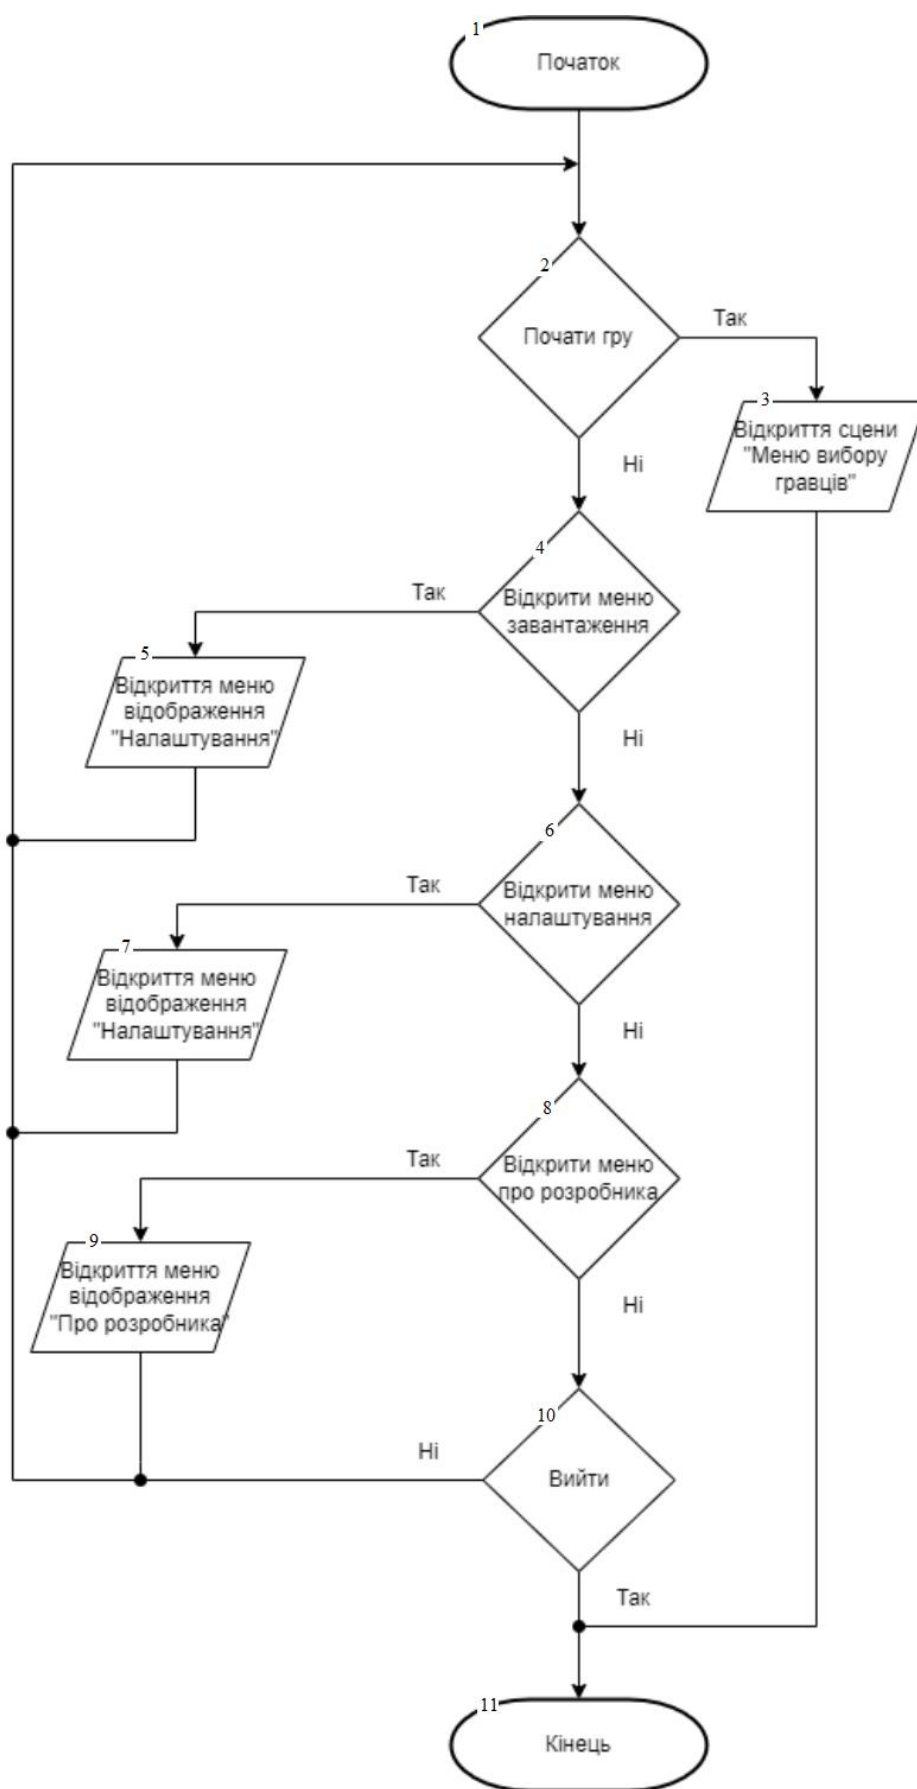 1
Початок
2
Почати гру
Так
3
Відкриття сцени
"Меню вибору
гравців"
Ні
4
Відкрити меню
завантаження
Так
5
Відкриття меню
відображення
"Налаштування"
Ні
6
Відкрити меню
налаштування
Так
7
Відкриття меню
відображення
"Налаштування"
Ні
8
Відкрити меню
про розробника
Так
9
Відкриття меню
відображення
"Про розробника"
Ні
10
Вийти
Ні
Так
11
Кінець